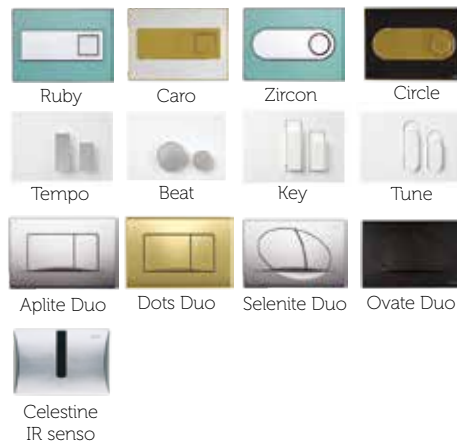 Ruby
Caro
Zircon
Circle
Tempo
Beat
Key
Tune
Aplite Duo
Dots Duo
Selenite Duo
Ovate Duo
Celestine
IR senso